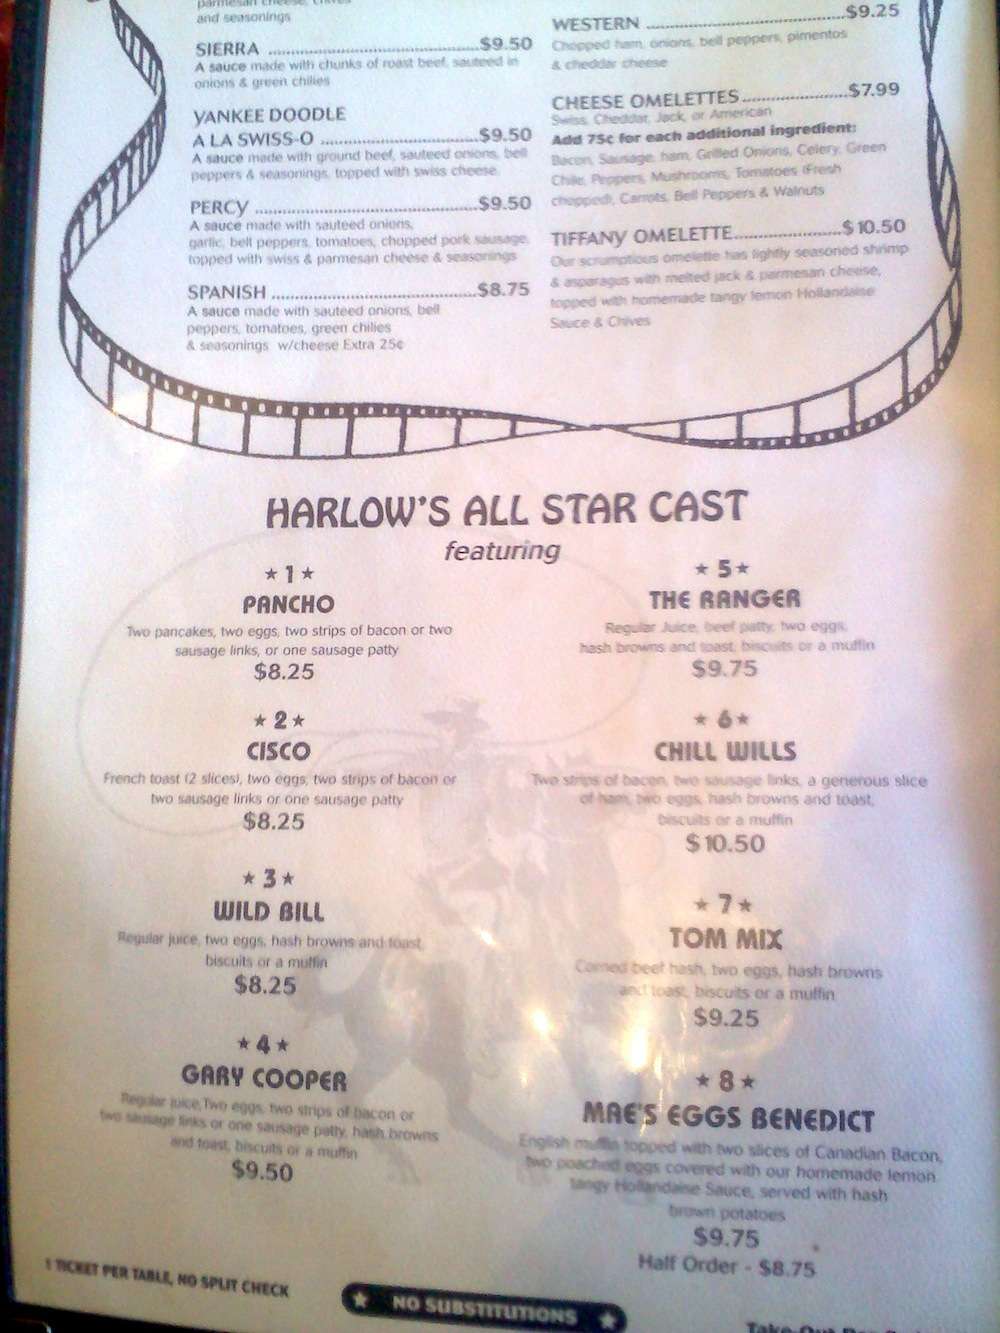 parmesan cheese, chives
and seasonings
SIERRA ..........$9.50
A sauce made with chunks of roast beef, sauteed in
onions & green chilies
YANKEE DOODLE
A LA SWISS-O ..........$9.50
A sauce made with ground beef, sauteed onions, bell
peppers & seasonings, topped with swiss cheese.
PERCY ..........$9.50
A sauce made with sauteed onions,
garlic, bell peppers, tomatoes, chopped pork sausage,
topped with swiss & parmesan cheese & seasonings
SPANISH ..........$8.75
A sauce made with sauteed onions, bell
peppers, tomatoes, green chilies
& seasonings w/cheese Extra 25¢
WESTERN ..........$9.25
Chopped ham, onions, bell peppers, pimentos
& cheddar cheese
CHEESE OMELETTES..........$7.99
Swiss, Cheddar, Jack, or American
Add 75¢ for each additional ingredient:
Bacon, Sausage, ham, Grilled Onions, Celery, Green
Chile, Peppers, Mushrooms, Tomatoes (Fresh
chopped), Carrots, Bell Peppers & Walnuts
TIFFANY OMELETTE..........$10.50
Our scrumptious omelette has lightly seasoned shrimp
& asparagus with melted jack & parmesan cheese,
topped with homemade tangy lemon Hollandaise
Sauce & Chives
HARLOW'S ALL STAR CAST
featuring
★ 1 ★
PANCHO
Two pancakes, two eggs, two strips of bacon or two
sausage links, or one sausage patty
$8.25
★ 2 ★
CISCO
French toast (2 slices), two eggs, two strips of bacon or
two sausage links or one sausage patty
$8.25
★ 3 ★
WILD BILL
Regular juice, two eggs, hash browns and toast,
biscuits or a muffin
$8.25
★ 4 ★
GARY COOPER
Regular juice, Two eggs, two strips of bacon or
two sausage links or one sausage patty, hash browns
and toast, biscuits or a muffin
$9.50
★ 5 ★
THE RANGER
Regular Juice, beef patty, two eggs,
hash browns and toast, biscuits or a muffin
$9.75
★ 6 ★
CHILL WILLS
Two strips of bacon, two sausage links, a generous slice
of ham, two eggs, hash browns and toast,
biscuits or a muffin
$10.50
★ 7 ★
TOM MIX
Corned beef hash, two eggs, hash browns
and toast, biscuits or a muffin
$9.25
★ 8 ★
MAE'S EGGS BENEDICT
English muffin topped with two slices of Canadian Bacon,
two poached eggs covered with our homemade lemon
tangy Hollandaise Sauce, served with hash
brown potatoes
$9.75
Half Order - $8.75
1 TICKET PER TABLE, NO SPLIT CHECK
★ NO SUBSTITUTIONS ★
Take-Out